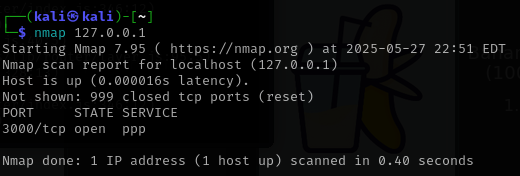 ┌──(kali㉿kali)-[~]
└─$ nmap 127.0.0.1
Starting Nmap 7.95 ( https://nmap.org ) at 2025-05-27 22:51 EDT
Nmap scan report for localhost (127.0.0.1)
Host is up (0.000016s latency).
Not shown: 999 closed tcp ports (reset)
PORT     STATE SERVICE
3000/tcp open  ppp

Nmap done: 1 IP address (1 host up) scanned in 0.40 seconds